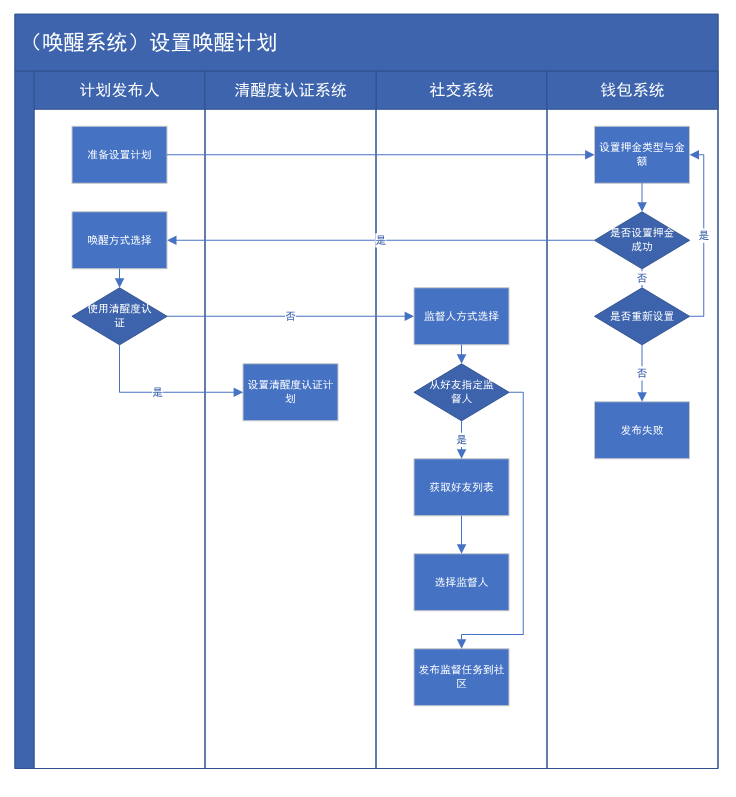 （唤醒系统）设置唤醒计划
计划发布人
清醒度认证系统
社交系统
钱包系统
准备设置计划
设置押金类型与金
额
唤醒方式选择
是
是否设置押金
成功
是
否
使用清醒度认
证
否
监督人方式选择
是否重新设置
是
设置清醒度认证计
划
从好友指定监
督人
否
发布失败
是
获取好友列表
选择监督人
发布监督任务到社
区